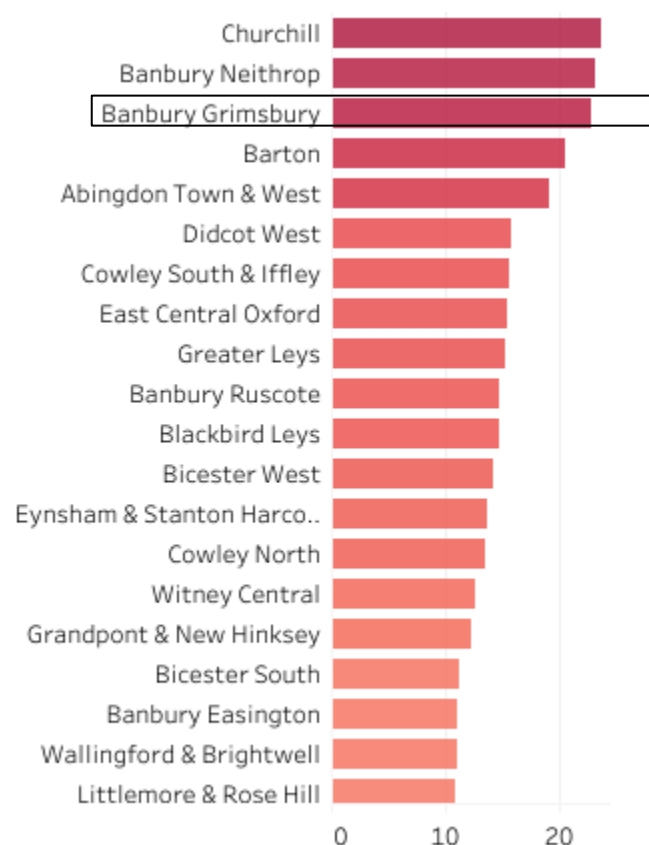 Churchill
Banbury Neithrop
Banbury Grimsbury
Barton
Abingdon Town & West
Didcot West
Cowley South & Iffley
East Central Oxford
Greater Leys
Banbury Ruscote
Blackbird Leys
Bicester West
Eynsham & Stanton Harco..
Cowley North
Witney Central
Grandpont & New Hinksey
Bicester South
Banbury Easington
Wallingford & Brightwell
Littlemore & Rose Hill
0 10 20